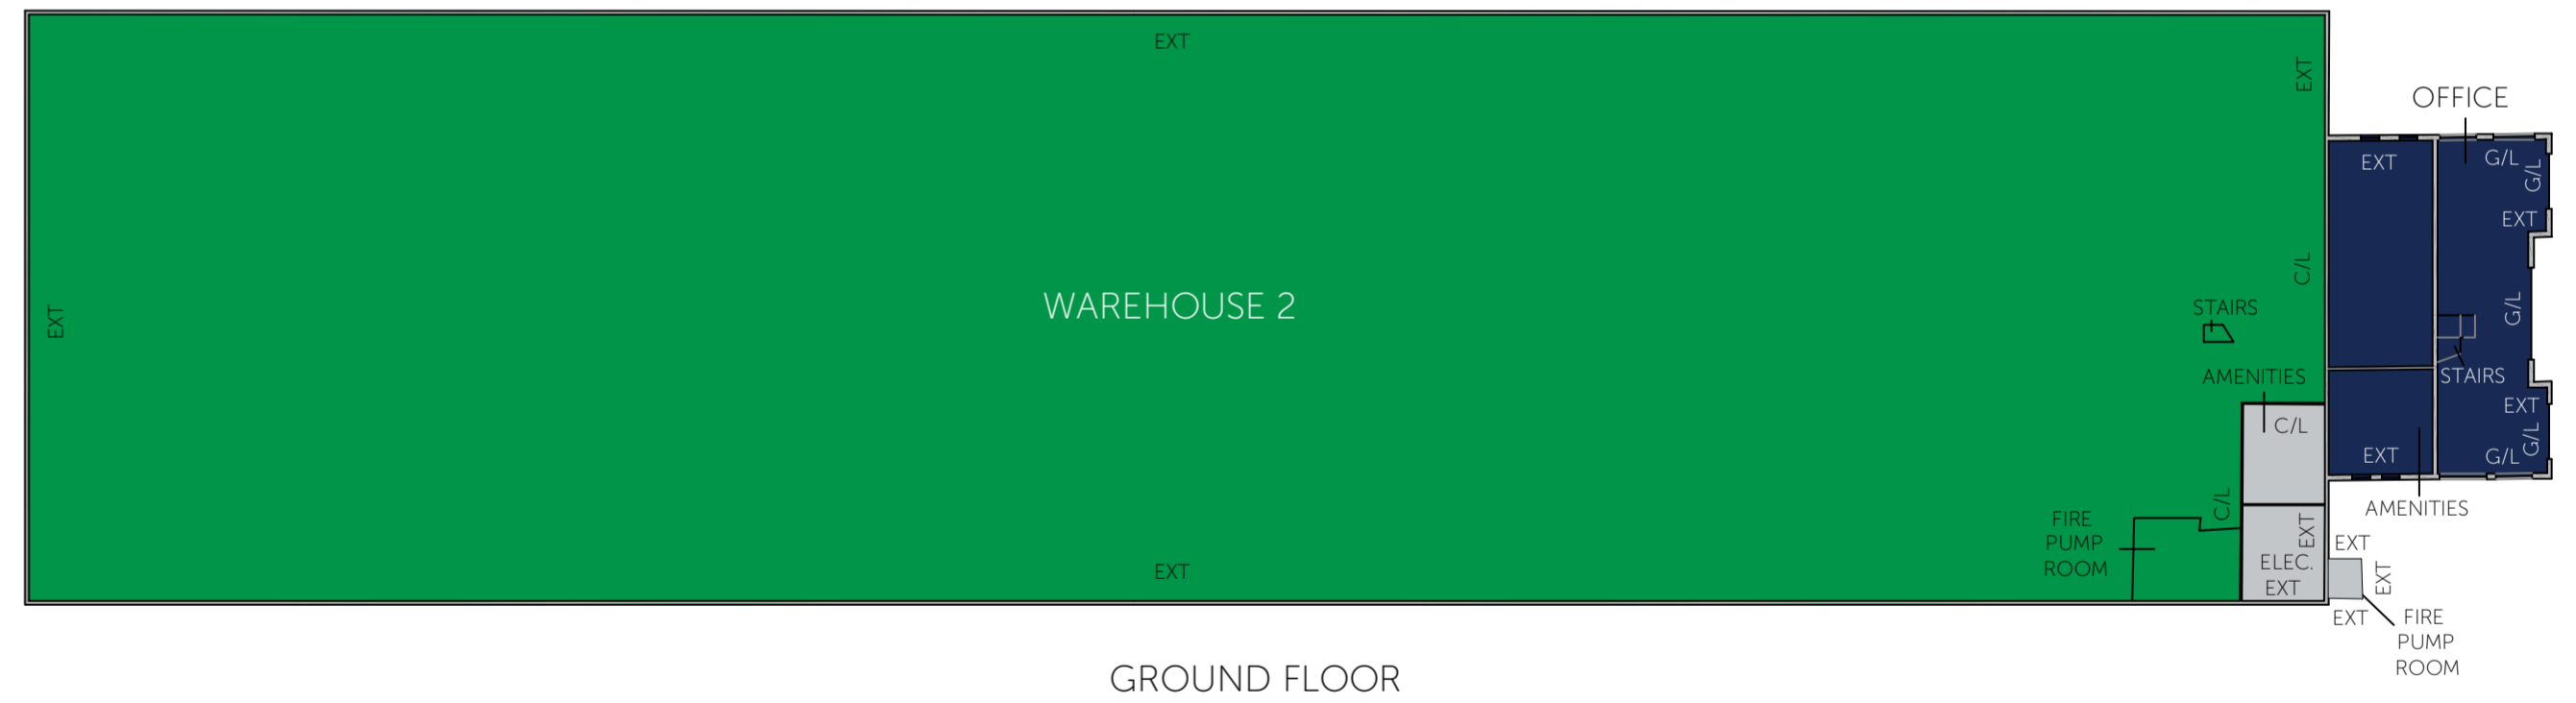 EXT
EXT
OFFICE
EXT
G/L
G/L
EXT
C/L
WAREHOUSE 2
EXT
STAIRS
G/L
STAIRS
AMENITIES
EXT
C/L
G/L
EXT
G/L
C/L
AMENITIES
FIRE
PUMP
ROOM
EXT
ELEC.
EXT
EXT
EXT
EXT
EXT
FIRE
PUMP
ROOM
GROUND FLOOR